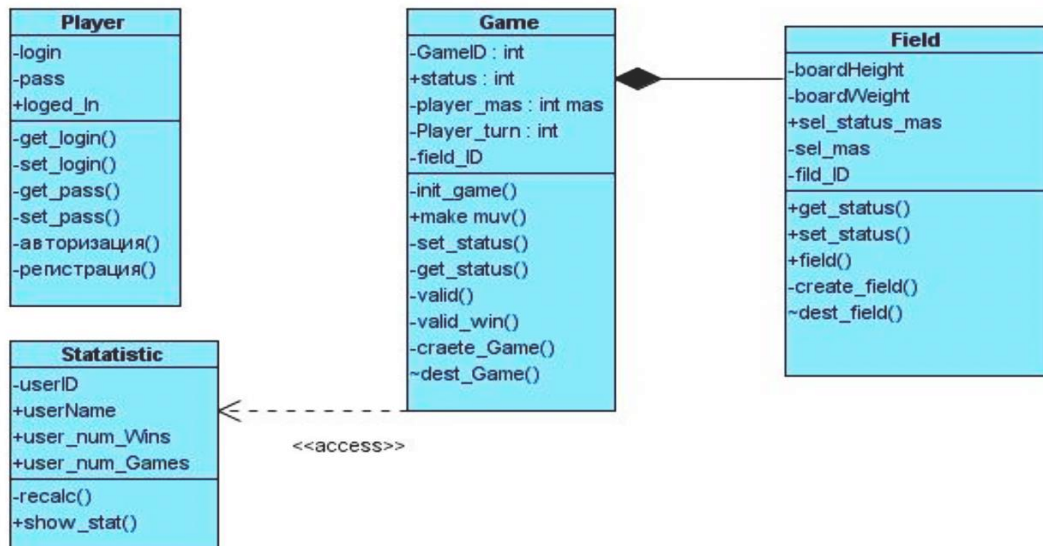 Player
-login
-pass
+loged_In
-get_login()
-set_login()
-get_pass()
-set_pass()
-авторизация()
-регистрация()
Game
-GameID : int
+status : int
-player_mas : int mas
-Player_turn : int
-field_ID
-init_game()
+make muv()
-set_status()
-get_status()
-valid()
-valid_win()
-craete_Game()
~dest_Game()
Field
-boardHeight
-boardWeight
+sel_status_mas
-sel_mas
-fild_ID
+get_status()
+set_status()
+field()
-create_field()
~dest_field()
Statatistic
-userID
+userName
+user_num_Wins
+user_num_Games
-recalc()
+show_stat()
<<access>>